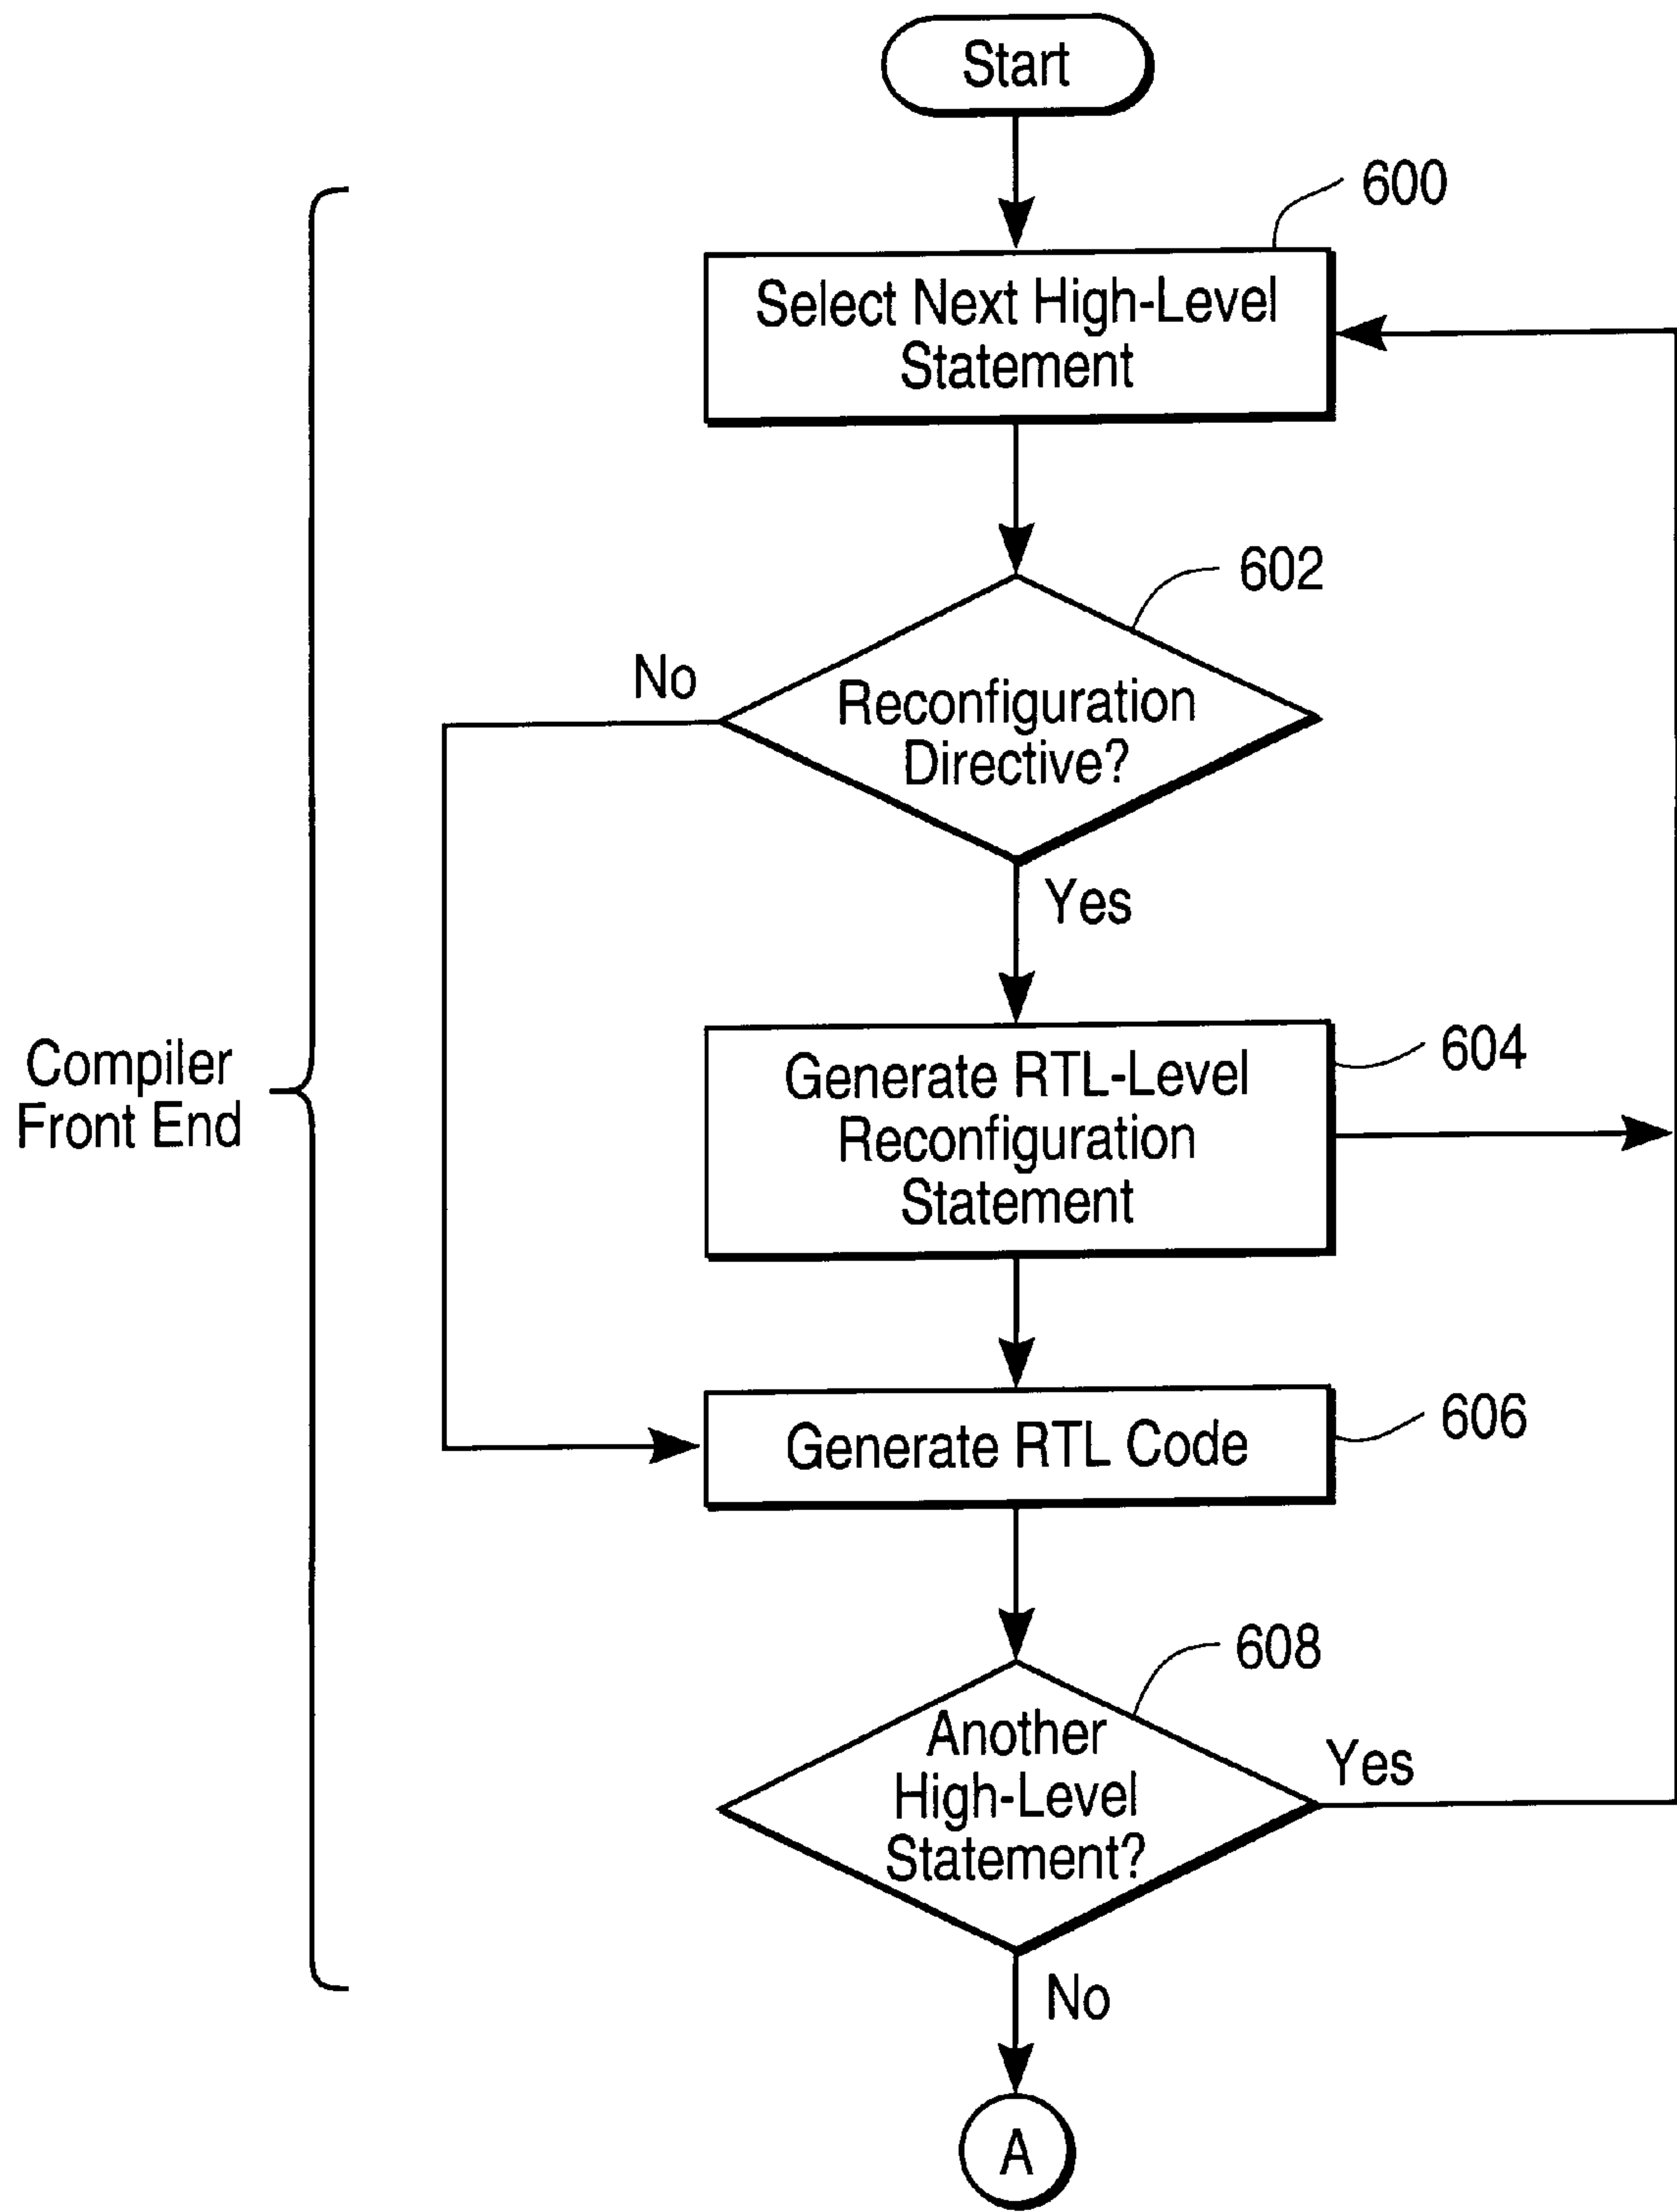 Start
600
Select Next High-Level
Statement
602
No
Reconfiguration
Directive?
Yes
Compiler
Front End
604
Generate RTL-Level
Reconfiguration
Statement
606
Generate RTL Code
608
Another
High-Level
Statement?
Yes
No
A